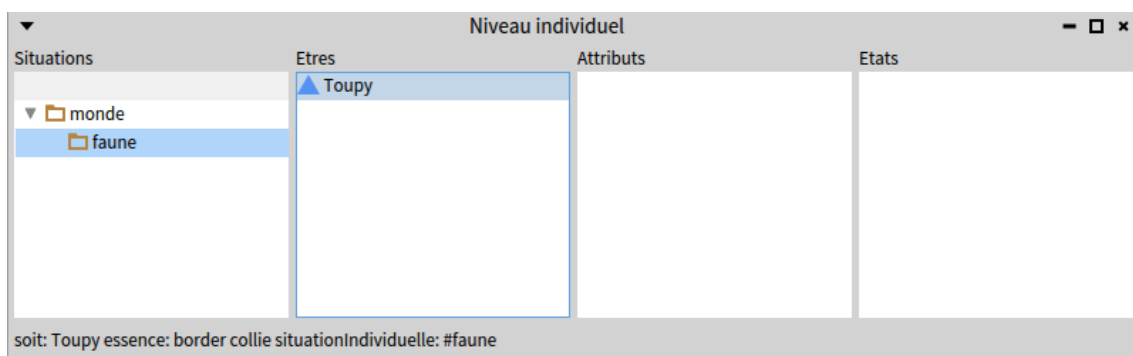 Niveau individuel
Situations Etres Attributs Etats
Toupy
monde
faune
soit: Toupy essence: border collie situationIndividuelle: #faune